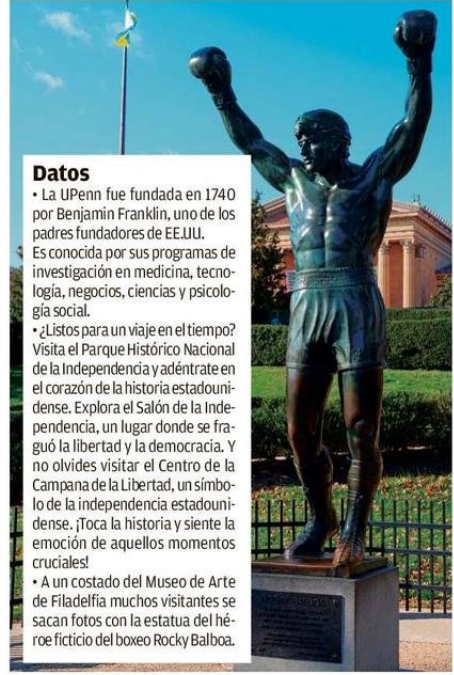 Datos
• La UPenn fue fundada en 1740
por Benjamin Franklin, uno de los
padres fundadores de EE.UU.
Es conocida por sus programas de
investigación en medicina, tecno-
logía, negocios, ciencias y psicolo-
gía social.
• ¿Listos para un viaje en el tiempo?
Visita el Parque Histórico Nacional
de la Independencia y adéntrate en
el corazón de la historia estadouni-
dense. Explora el Salón de la Inde-
pendencia, un lugar donde se fra-
guó la libertad y la democracia. Y
no olvides visitar el Centro de la
Campana de la Libertad, un símbo-
lo de la independencia estadouni-
dense. ¡Toca la historia y siente la
emoción de aquellos momentos
cruciales!
• A un costado del Museo de Arte
de Filadelfía muchos visitantes se
sacan fotos con la estatua del hé-
roe ficticio del boxeo Rocky Balboa.